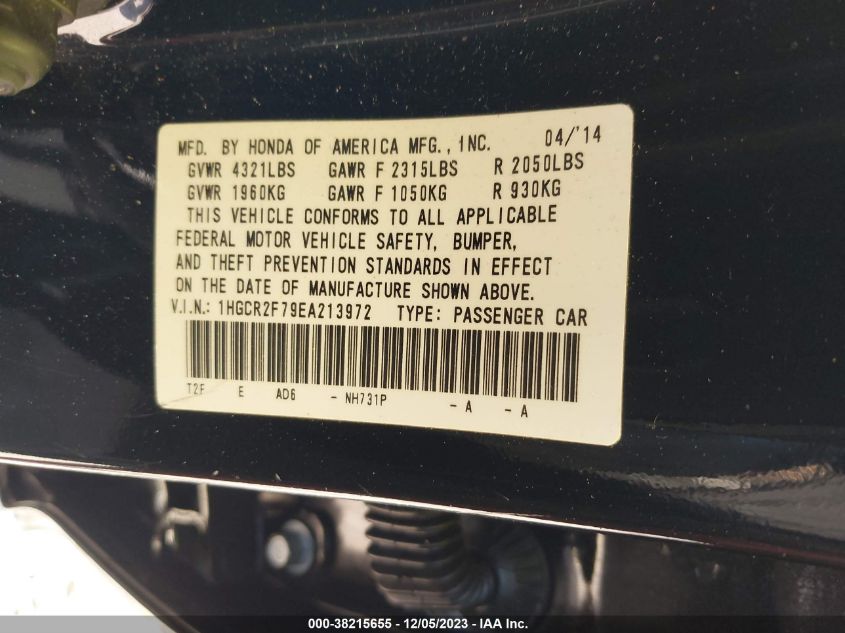 MFD. BY HONDA OF AMERICA MFG., INC. 04/'14
GVWR 4321LBS GAWR F 2315LBS R 2050LBS
GVWR 1960KG GAWR F 1050KG R 930KG
THIS VEHICLE CONFORMS TO ALL APPLICABLE
FEDERAL MOTOR VEHICLE SAFETY, BUMPER,
AND THEFT PREVENTION STANDARDS IN EFFECT
ON THE DATE OF MANUFACTURE SHOWN ABOVE.
V.I.N.: 1HGCR2F79EA213972 TYPE: PASSENGER CAR
T2F E AD6 - NH731P - A - A
000-38215655 - 12/05/2023 - IAA Inc.